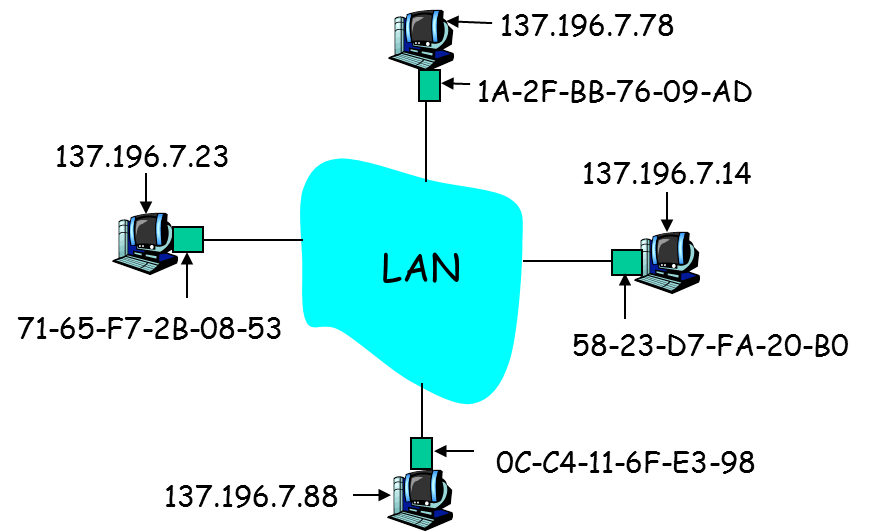 137.196.7.78
1A-2F-BB-76-09-AD
137.196.7.23
137.196.7.14
LAN
71-65-F7-2B-08-53
58-23-D7-FA-20-B0
0C-C4-11-6F-E3-98
137.196.7.88